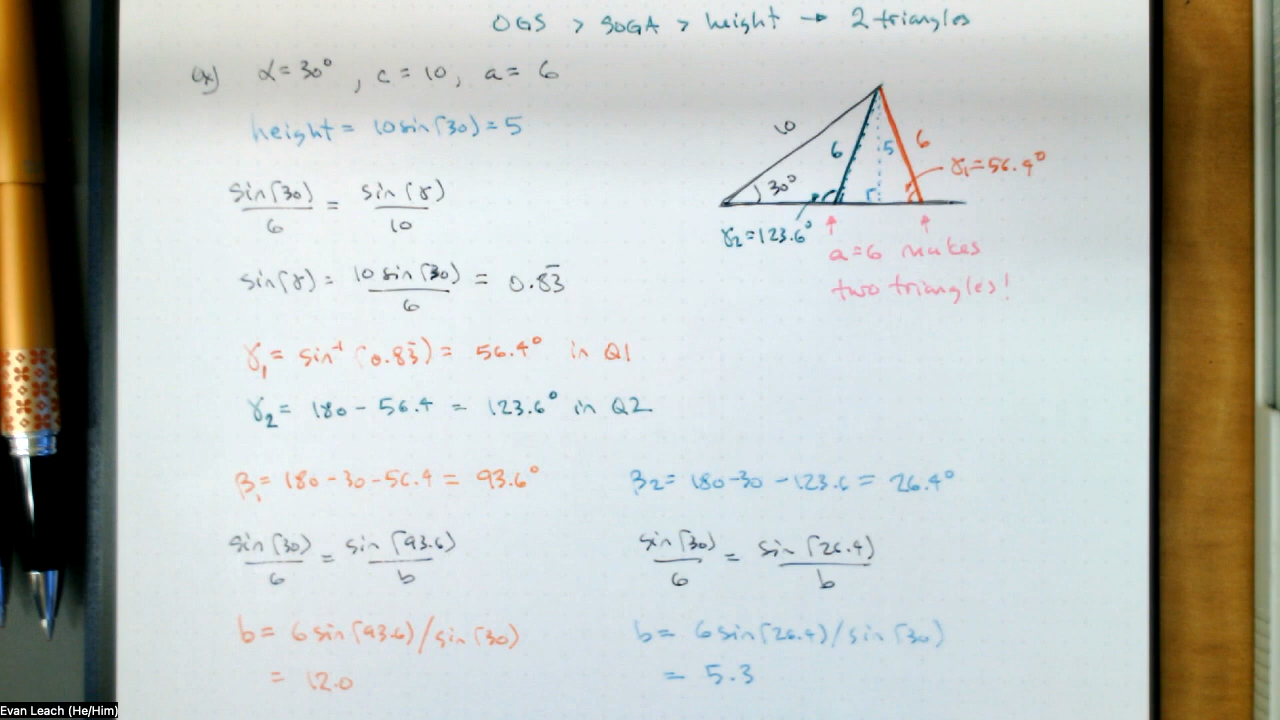 OGS > SOGA > height → 2 triangles
Ex) α = 30°, c = 10, a = 6
height = 10 sin(30) = 5
sin(30)/6 = sin(γ)/10
sin(γ) = 10 sin(30)/6 = 0.83̅
γ₁ = sin⁻¹(0.83̅) = 56.4° in Q1
γ₂ = 180 - 56.4 = 123.6° in Q2
β₁ = 180 - 30 - 56.4 = 93.6°
sin(30)/6 = sin(93.6)/b
b = 6 sin(93.6)/sin(30)
= 12.0
β₂ = 180 - 30 - 123.6 = 26.4°
sin(30)/6 = sin(26.4)/b
b = 6 sin(26.4)/sin(30)
= 5.3
10
6
5
6
30°
γ₁ = 56.4°
γ₂ = 123.6°
a = 6 makes
two triangles!
Evan Leach (He/Him)